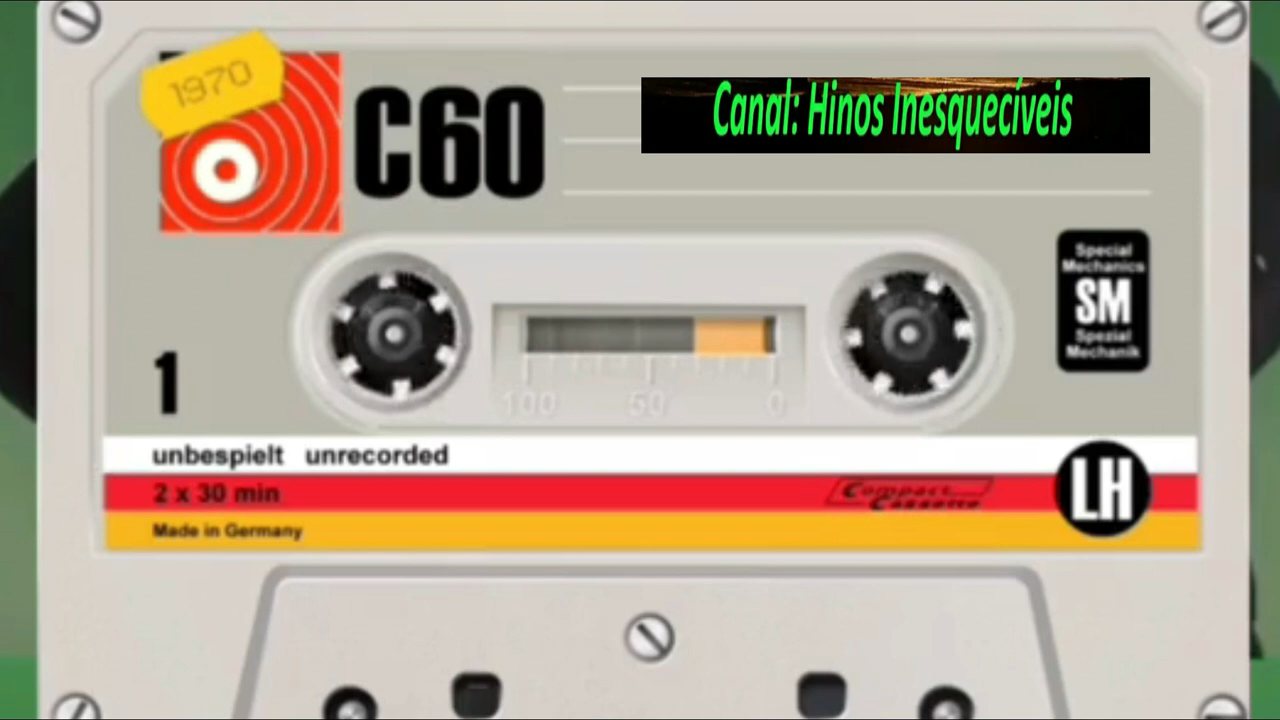 1970
C60
Canal: Hinos Inesquecíveis
Special
Mechanics
SM
Spezial
Mechanik
1
100 50 0
unbespielt unrecorded
2 x 30 min
Compact
Cassette
Made in Germany
LH